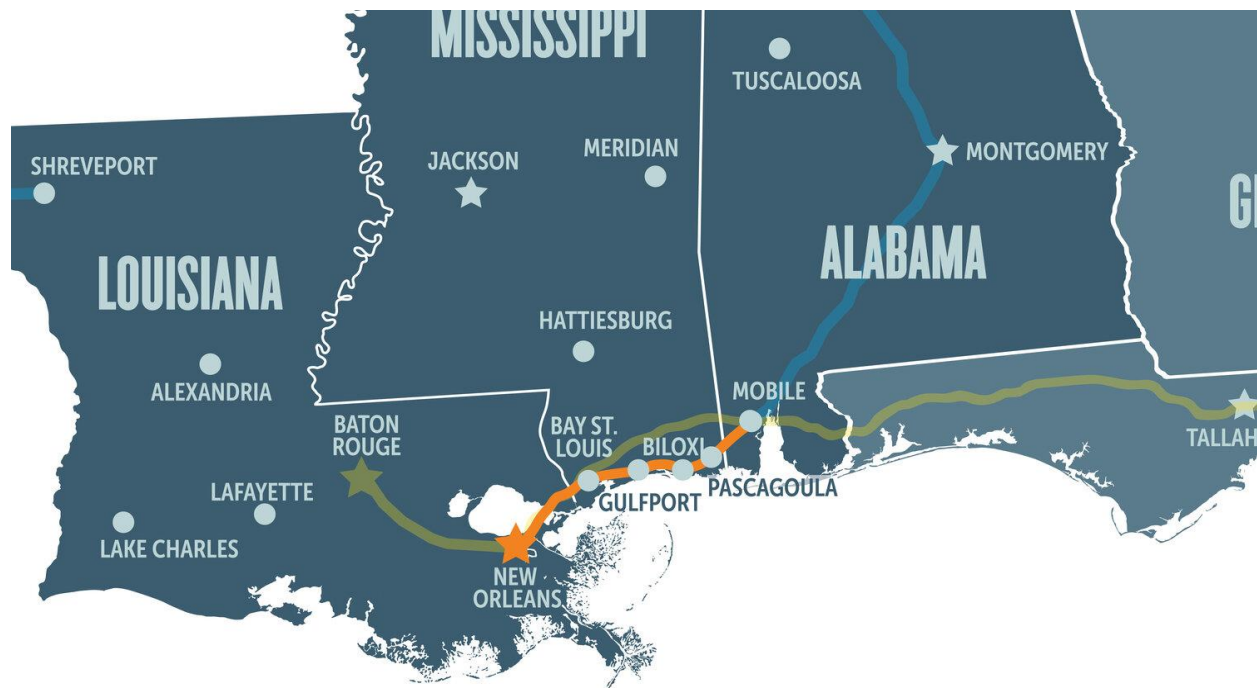 MISSISSIPPI
TUSCALOOSA
SHREVEPORT
JACKSON
MERIDIAN
MONTGOMERY
LOUISIANA
ALABAMA
HATTIESBURG
ALEXANDRIA
MOBILE
BATON
ROUGE
BAY ST.
LOUIS
BILOXI
TALLAH
LAFAYETTE
GULFPORT
PASCAGOULA
LAKE CHARLES
NEW
ORLEANS